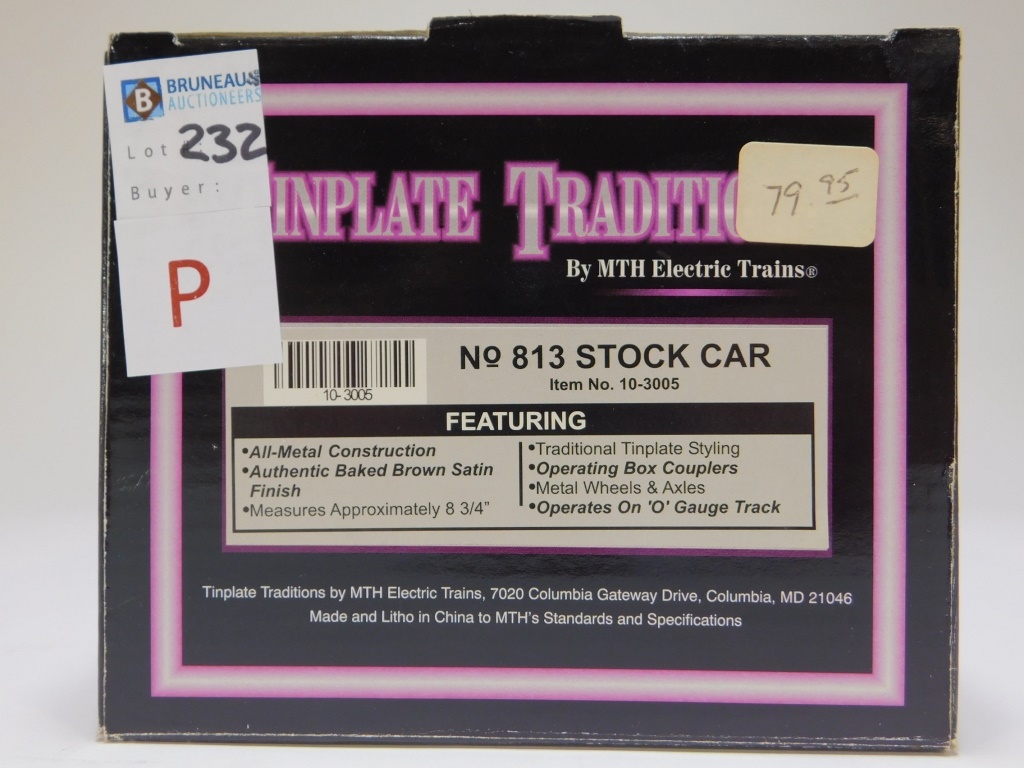 BRUNEAU &
AUCTIONEERS
B
Lot 232
Buyer:
P
INPLATE TRADITIO
79.95
By MTH Electric Trains®
10-3005
Nº 813 STOCK CAR
Item No. 10-3005
FEATURING
•All-Metal Construction
•Authentic Baked Brown Satin
Finish
•Measures Approximately 8 3/4”
•Traditional Tinplate Styling
•Operating Box Couplers
•Metal Wheels & Axles
•Operates On 'O' Gauge Track
Tinplate Traditions by MTH Electric Trains, 7020 Columbia Gateway Drive, Columbia, MD 21046
Made and Litho in China to MTH's Standards and Specifications